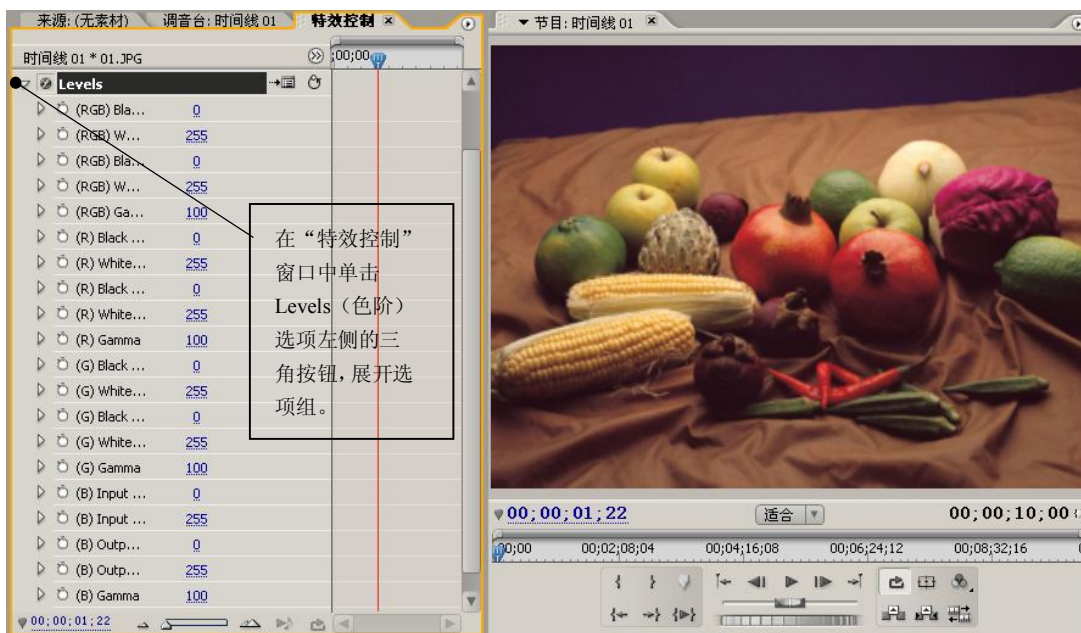 来源: (无素材)
调音台: 时间线 01
特效控制
时间线 01 * 01.JPG
;00;00
Levels
(RGB) Bla... 0
(RGB) W... 255
(RGB) Bla... 0
(RGB) W... 255
(RGB) Ga... 100
(R) Black ... 0
(R) White... 255
(R) Black ... 0
(R) White... 255
(R) Gamma 100
(G) Black ... 0
(G) White... 255
(G) Black ... 0
(G) White... 255
(G) Gamma 100
(B) Input ... 0
(B) Input ... 255
(B) Outp... 0
(B) Outp... 255
(B) Gamma 100
00;00;01;22
在“特效控制”
窗口中单击
Levels（色阶）
选项左侧的三
角按钮，展开选
项组。
节目: 时间线 01
00;00;01;22
适合
00;00;10;00
00;00
00;02;08;04
00;04;16;08
00;06;24;12
00;08;32;16